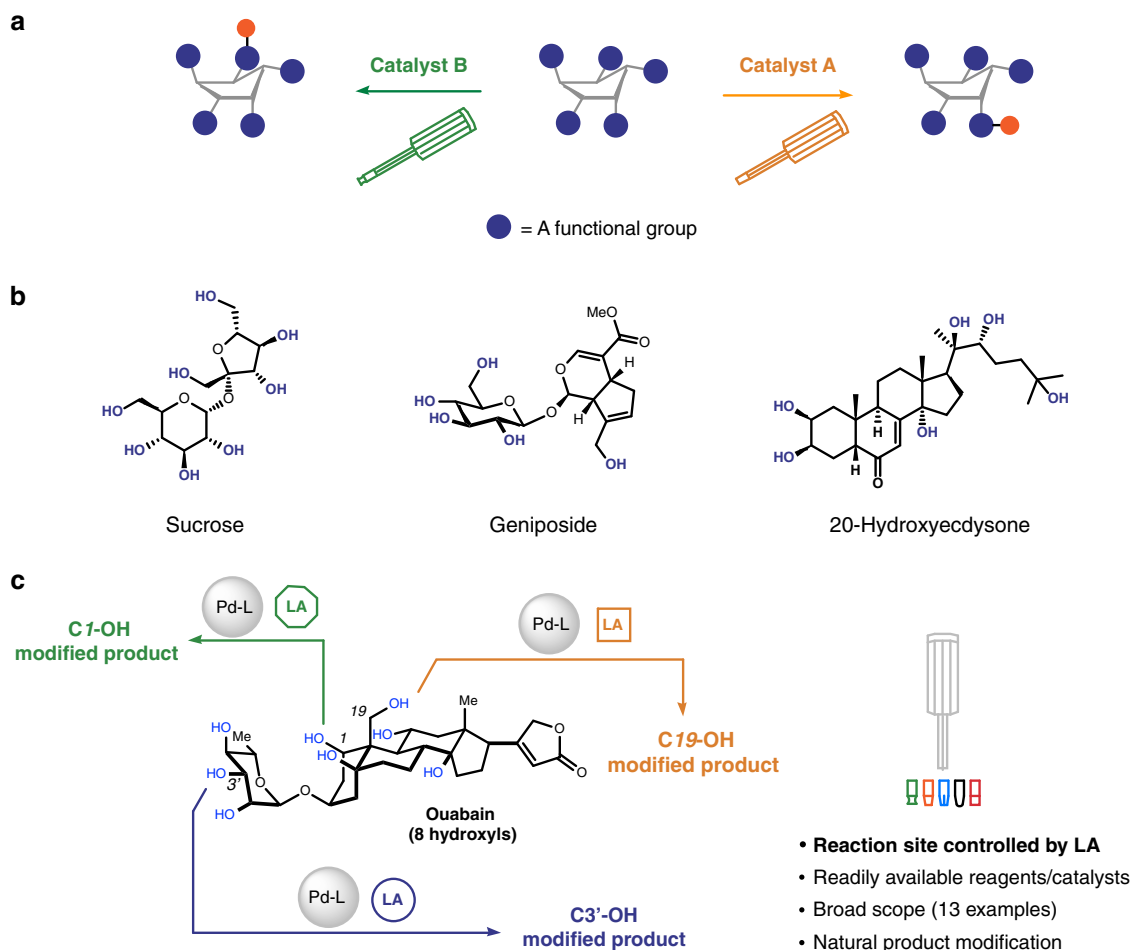 a
Catalyst B
Catalyst A
= A functional group
b
HO
O
OH
HO
OH
O
HO
O
HO
OH
OH
Sucrose
MeO
O
O
H
OH
HO
HO
O
OH
O
H
OH
Geniposide
OH
OH
OH
HO
HO
H
OH
H
O
20-Hydroxyecdysone
c
Pd-L
LA
C1-OH
modified product
Pd-L
LA
C19-OH
modified product
19
OH
Me
HO
1
HO
HO
HO
O
O
HO
Me
HO
3'
O
HO
O
Ouabain
(8 hydroxyls)
Pd-L
LA
C3’-OH
modified product
• Reaction site controlled by LA
• Readily available reagents/catalysts
• Broad scope (13 examples)
• Natural product modification